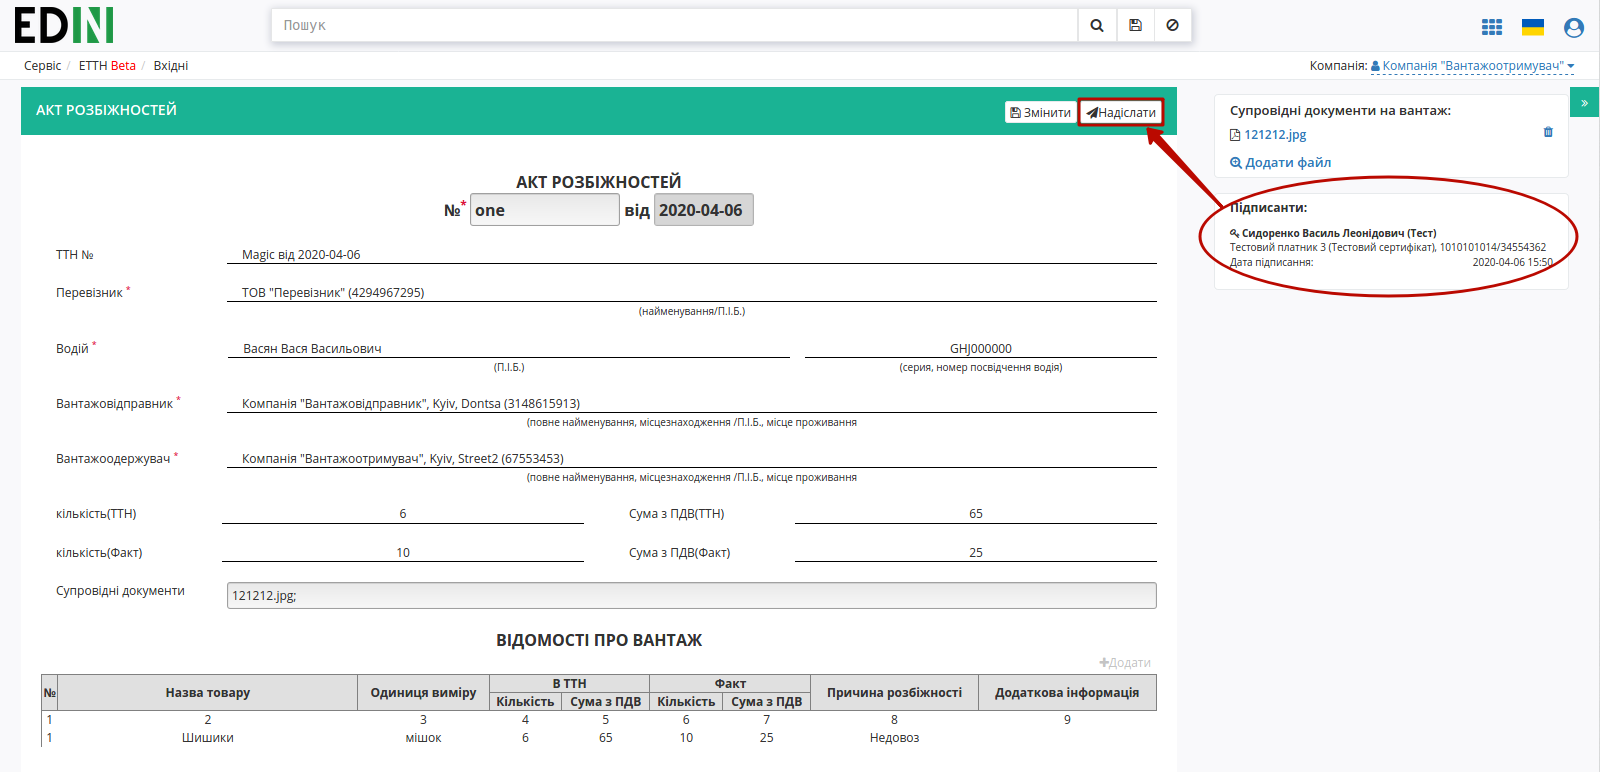 EDIN
Пошук
Сервіс / ЕТТН Beta / Вхідні
Компанія: Компанія "Вантажоотримувач"
АКТ РОЗБІЖНОСТЕЙ
Змінити
Надіслати
»
Супровідні документи на вантаж:
121212.jpg
Додати файл
Підписанти:
Сидоренко Василь Леонідович (Тест)
Тестовий платник 3 (Тестовий сертифікат), 1010101014/34554362
Дата підписання: 2020-04-06 15:50
АКТ РОЗБІЖНОСТЕЙ
№* one від 2020-04-06
ТТН № Magic від 2020-04-06
Перевізник * ТОВ "Перевізник" (4294967295)
(найменування/П.І.Б.)
Водій * Васян Вася Васильович GHJ000000
(П.І.Б.) (серия, номер посвідчення водія)
Вантажовідправник * Компанія "Вантажовідправник", Kyiv, Dontsa (3148615913)
(повне найменування, місцезнаходження /П.І.Б., місце проживання
Вантажоодержувач * Компанія "Вантажоотримувач", Kyiv, Street2 (67553453)
(повне найменування, місцезнаходження /П.І.Б., місце проживання
кількість(ТТН) 6 Сума з ПДВ(ТТН) 65
кількість(Факт) 10 Сума з ПДВ(Факт) 25
Супровідні документи 121212.jpg;
ВІДОМОСТІ ПРО ВАНТАЖ
Додати
№ Назва товару Одиниця виміру В ТТН Факт Причина розбіжності Додаткова інформація
Кількість Сума з ПДВ Кількість Сума з ПДВ
1 2 3 4 5 6 7 8 9
1 Шишики мішок 6 65 10 25 Недовоз